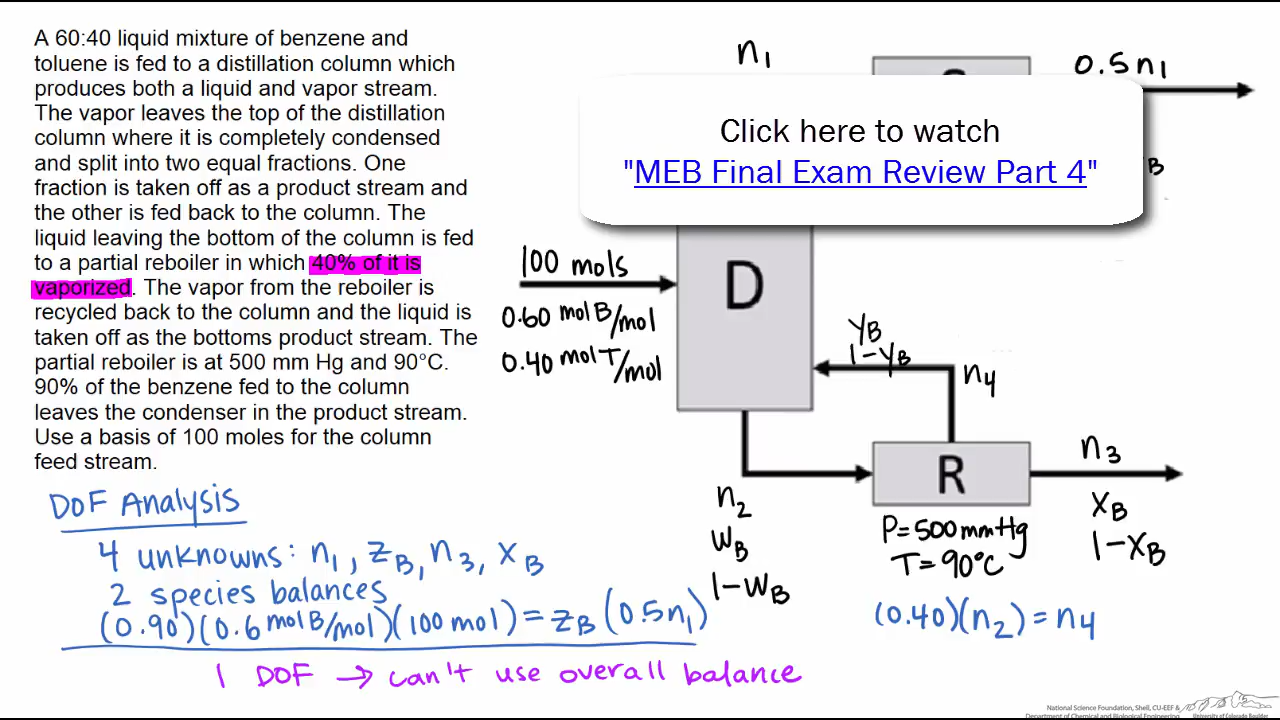 A 60:40 liquid mixture of benzene and
toluene is fed to a distillation column which
produces both a liquid and vapor stream.
The vapor leaves the top of the distillation
column where it is completely condensed
and split into two equal fractions. One
fraction is taken off as a product stream and
the other is fed back to the column. The
liquid leaving the bottom of the column is fed
to a partial reboiler in which 40% of it is
vaporized. The vapor from the reboiler is
recycled back to the column and the liquid is
taken off as the bottoms product stream. The
partial reboiler is at 500 mm Hg and 90°C.
90% of the benzene fed to the column
leaves the condenser in the product stream.
Use a basis of 100 moles for the column
feed stream.
n₁
0.5n₁
Click here to watch
"MEB Final Exam Review Part 4"
B
100 mols
0.60 mol B/mol
0.40 mol T/mol
D
yB
1-yB
n₄
R
n₃
xB
1-xB
n₂
wB
1-wB
P=500mmHg
T=90°C
(0.40)(n₂)=n₄
DoF Analysis
4 unknowns: n₁, zB, n₃, xB
2 species balances
(0.90)(0.6 mol B/mol)(100 mol)=zB(0.5n₁)
1 DOF → can't use overall balance
National Science Foundation, Shell, CU-EEF &
Department of Chemical and Biological Engineering
University of Colorado Boulder